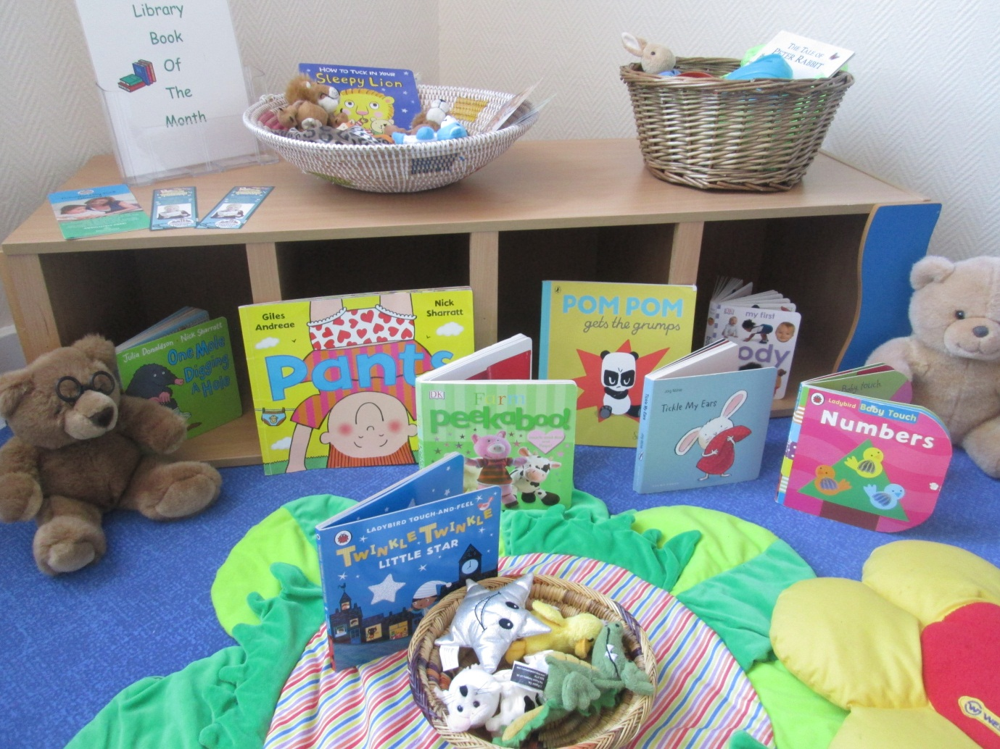 Library
Book
Of
The
Month
HOW TO TUCK IN YOUR
Sleepy Lion
THE TALE OF
PETER RABBIT
Julia Donaldson Nick Sharratt
One Mole
Digging
A Hole
Giles
Andreae
Nick
Sharratt
Pants
POM POM
gets the grumps
DK
my first
ody
DK
Farm
peekaboo!
Tickle My Ears
Baby touch
Ladybird Baby Touch
Numbers
LADYBIRD TOUCH-AND-FEEL
TWINKLE TWINKLE
LITTLE STAR
W WE